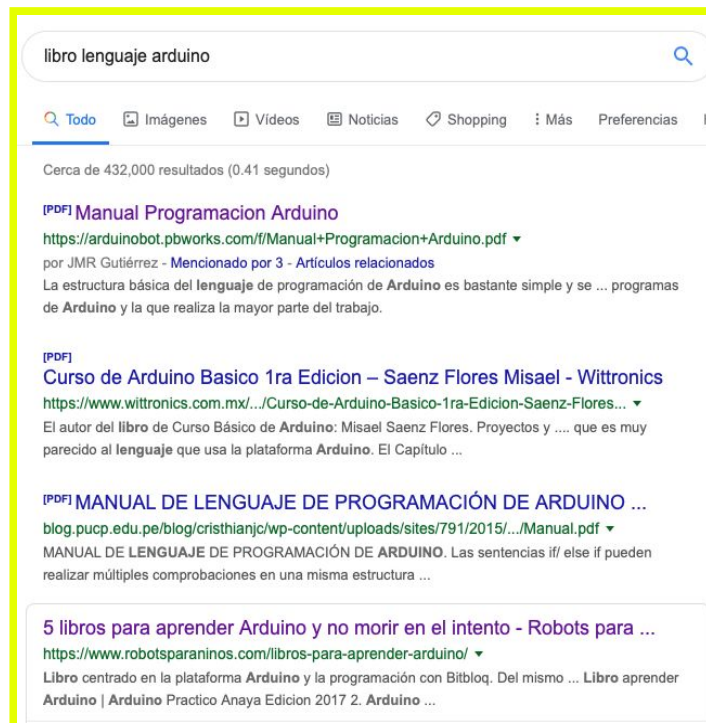 libro lenguaje arduino
Todo Imágenes Vídeos Noticias Shopping Más Preferencias
Cerca de 432,000 resultados (0.41 segundos)
[PDF] Manual Programacion Arduino
https://arduinobot.pbworks.com/f/Manual+Programacion+Arduino.pdf
por JMR Gutiérrez - Mencionado por 3 - Artículos relacionados
La estructura básica del lenguaje de programación de Arduino es bastante simple y se ... programas
de Arduino y la que realiza la mayor parte del trabajo.
[PDF]
Curso de Arduino Basico 1ra Edicion – Saenz Flores Misael - Wittronics
https://www.wittronics.com.mx/.../Curso-de-Arduino-Basico-1ra-Edicion-Saenz-Flores...
El autor del libro de Curso Básico de Arduino: Misael Saenz Flores. Proyectos y .... que es muy
parecido al lenguaje que usa la plataforma Arduino. El Capítulo ...
[PDF] MANUAL DE LENGUAJE DE PROGRAMACIÓN DE ARDUINO ...
blog.pucp.edu.pe/blog/cristhianjc/wp-content/uploads/sites/791/2015/.../Manual.pdf
MANUAL DE LENGUAJE DE PROGRAMACIÓN DE ARDUINO. Las sentencias if/ else if pueden
realizar múltiples comprobaciones en una misma estructura ...
5 libros para aprender Arduino y no morir en el intento - Robots para ...
https://www.robotsparaninos.com/libros-para-aprender-arduino/
Libro centrado en la plataforma Arduino y la programación con Bitbloq. Del mismo ... Libro aprender
Arduino | Arduino Practico Anaya Edicion 2017 2. Arduino ...